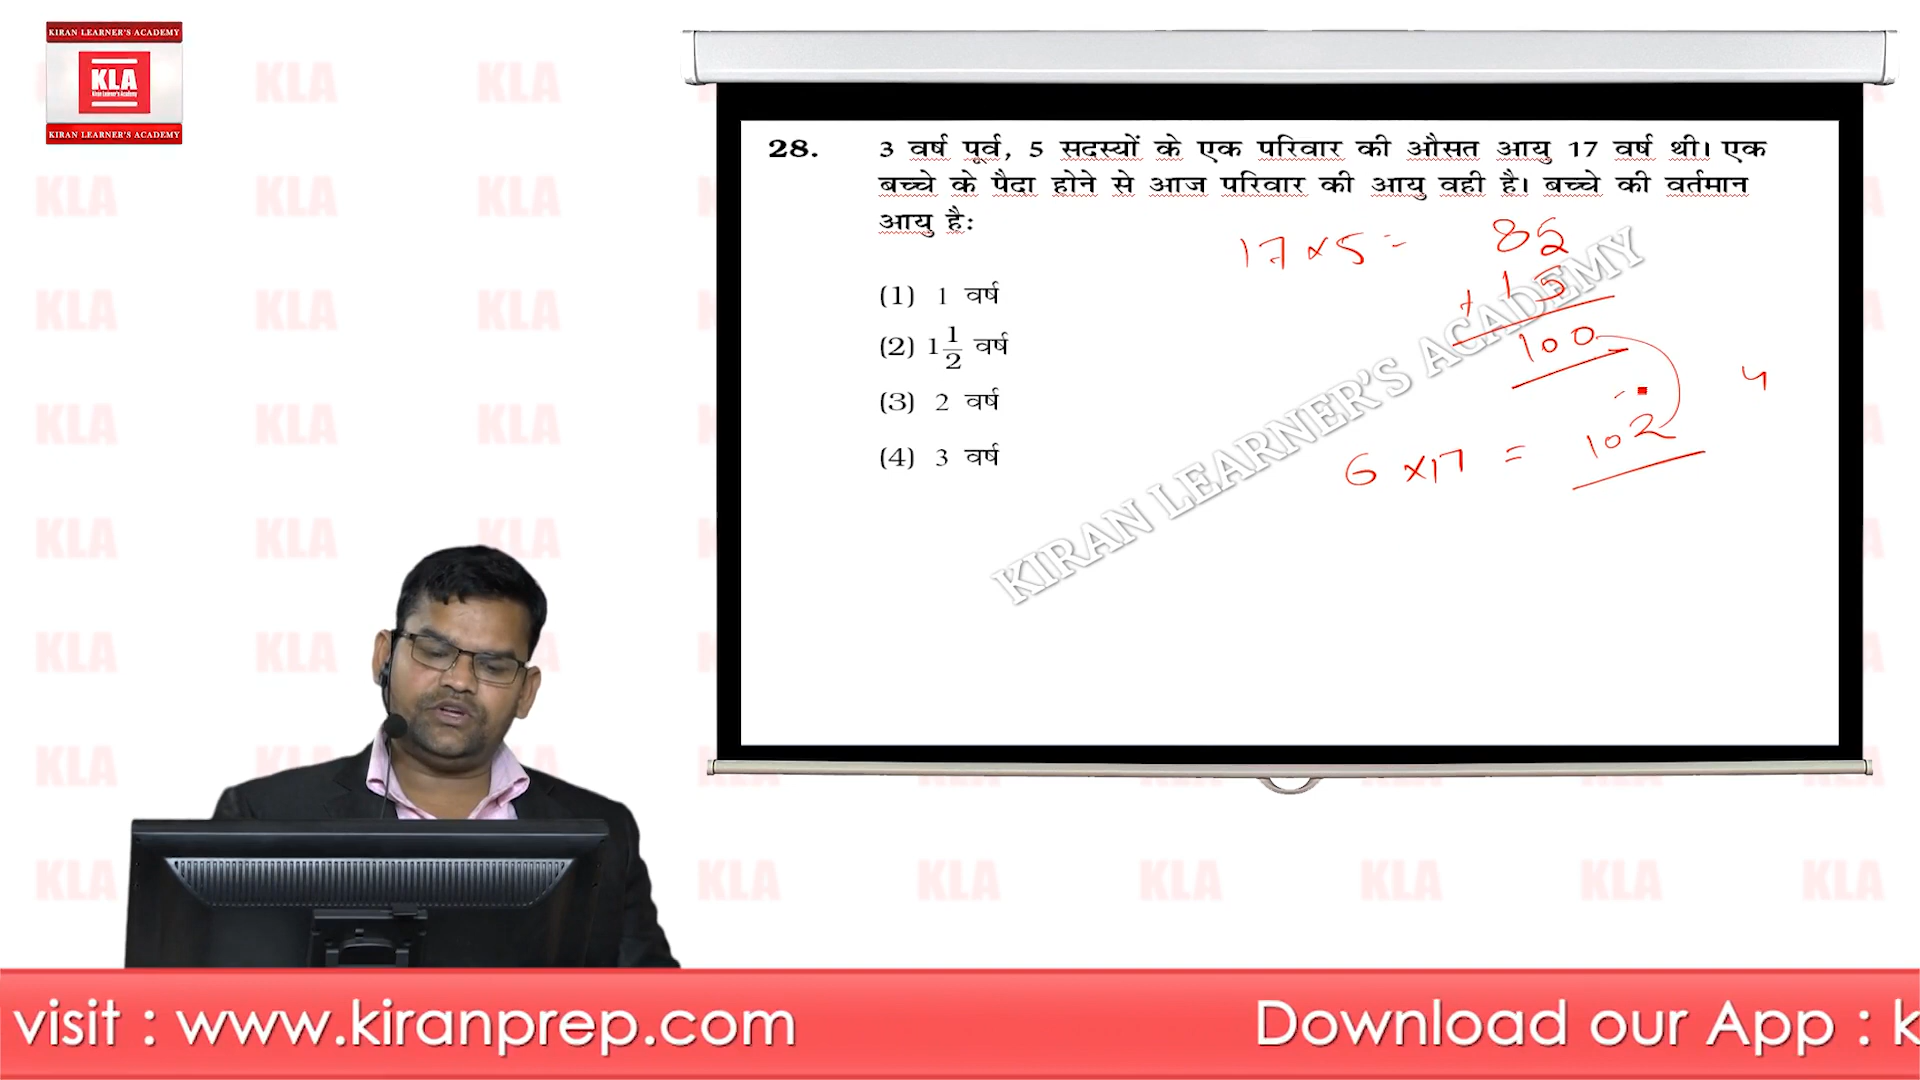 KIRAN LEARNER'S ACADEMY
KLA
Kiran Learner's Academy
KIRAN LEARNER'S ACADEMY
28. 3 वर्ष पूर्व, 5 सदस्यों के एक परिवार की औसत आयु 17 वर्ष थी। एक
बच्चे के पैदा होने से आज परिवार की आयु वही है। बच्चे की वर्तमान
आयु है:
(1) 1 वर्ष
(2) 1 1/2 वर्ष
(3) 2 वर्ष
(4) 3 वर्ष
17 × 5 = 85
+ 15
100
6 × 17 = 102
KIRAN LEARNER'S ACADEMY
visit : www.kiranprep.com
Download our App : k